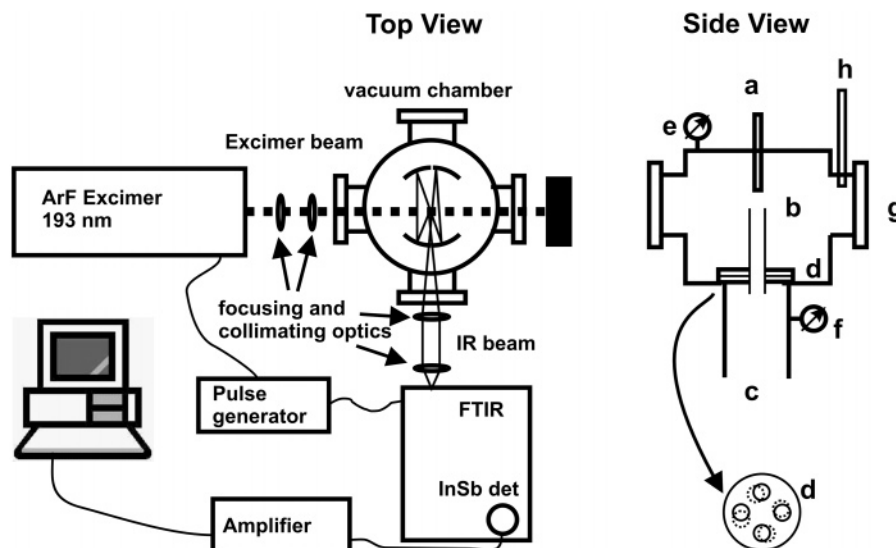 Top View
Side View
vacuum chamber
Excimer beam
ArF Excimer
193 nm
focusing and
collimating optics
IR beam
Pulse
generator
FTIR
InSb det
Amplifier
h
a
e
b
g
d
f
c
d